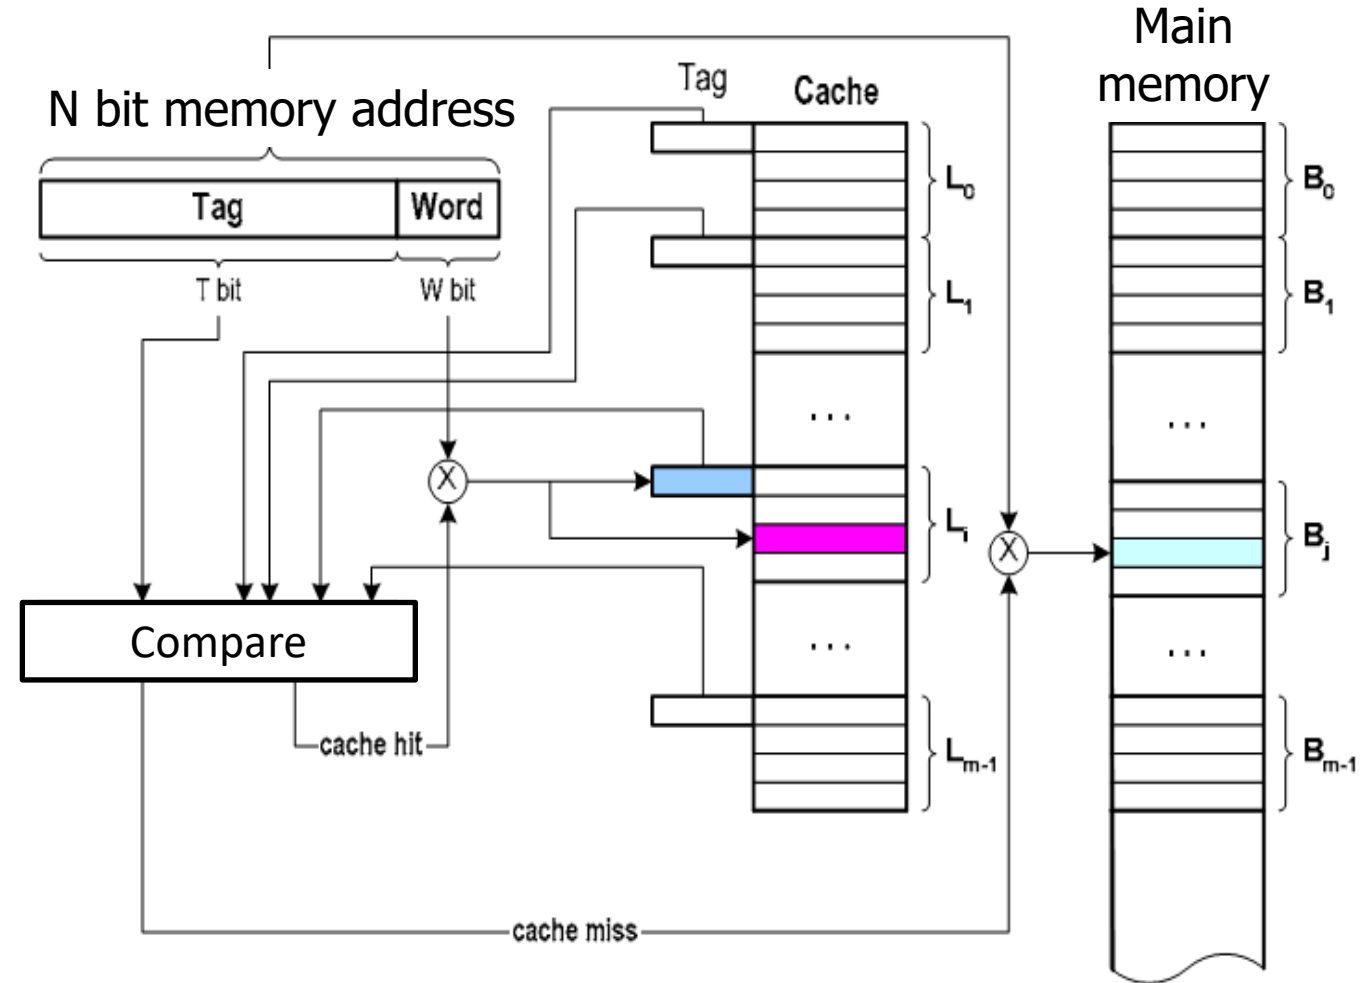 Main
memory
N bit memory address
Tag
Cache
Tag
Word
T bit
W bit
L0
L1
...
Li
...
Lm-1
B0
B1
...
Bj
...
Bm-1
X
X
Compare
cache hit
cache miss